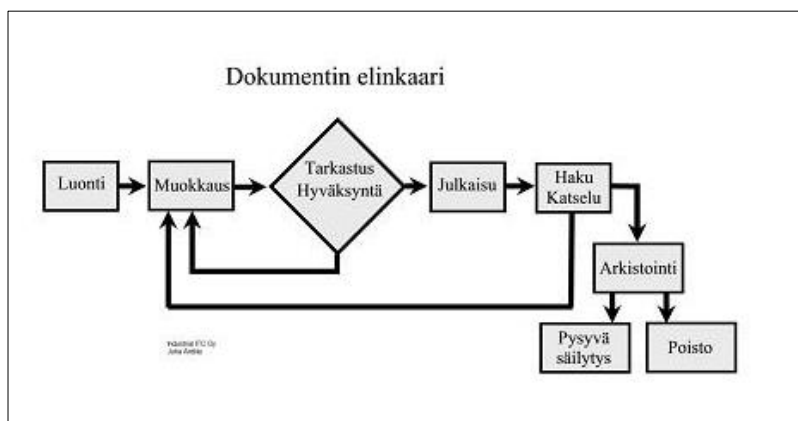 Dokumentin elinkaari
Luonti
Muokkaus
Tarkastus
Hyväksyntä
Julkaisu
Haku
Katselu
Arkistointi
Pysyvä
säilytys
Poisto